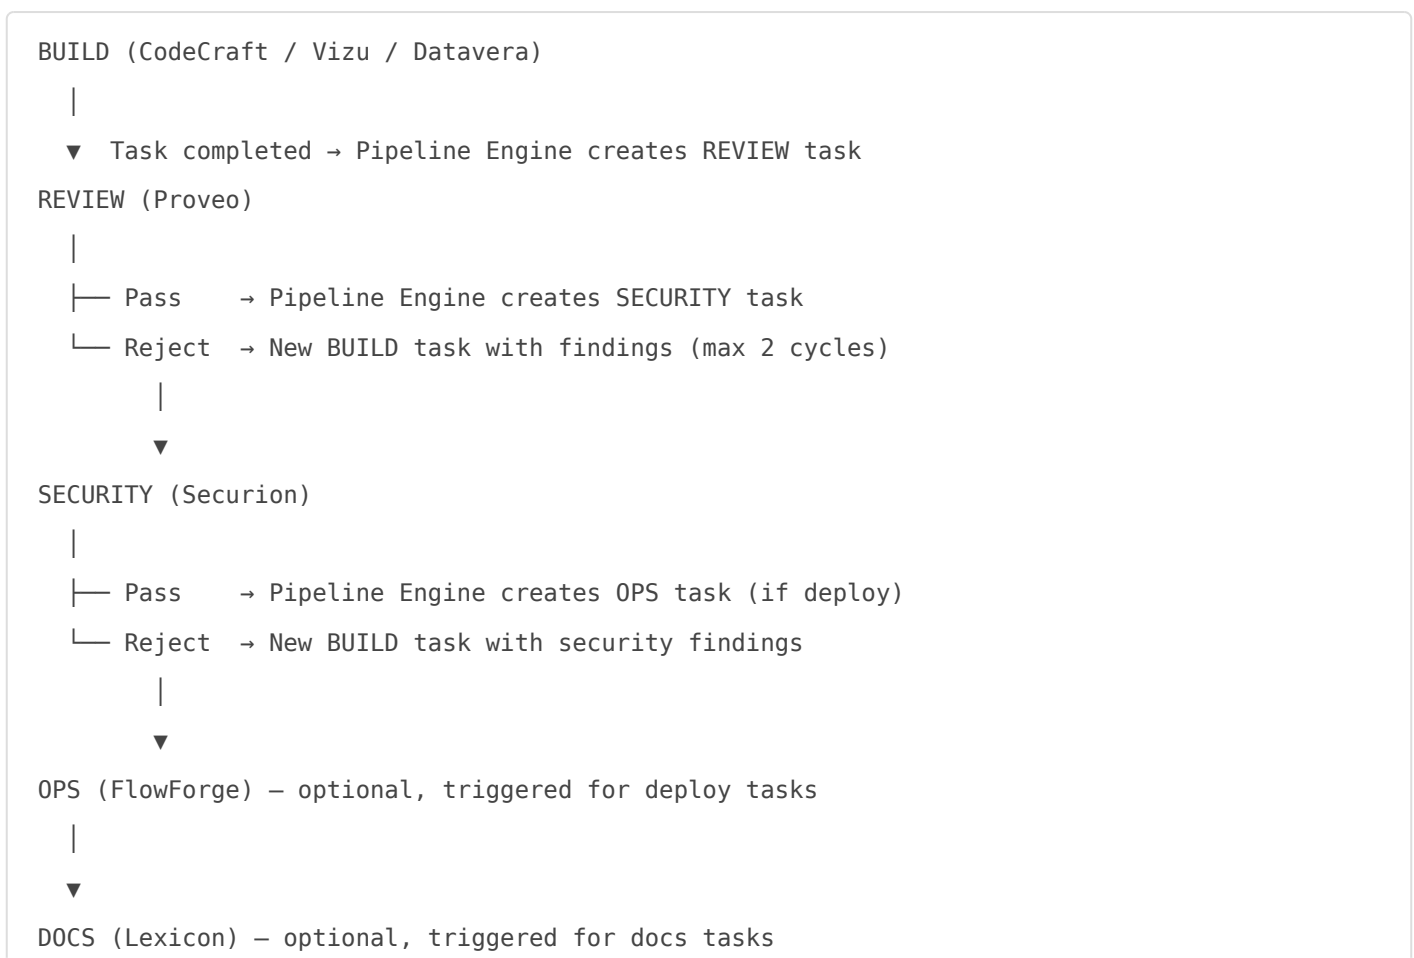 BUILD (CodeCraft / Vizu / Datavera)
  │
  ▼  Task completed → Pipeline Engine creates REVIEW task
REVIEW (Proveo)
  │
  ├── Pass    → Pipeline Engine creates SECURITY task
  └── Reject  → New BUILD task with findings (max 2 cycles)
        │
        ▼
SECURITY (Securion)
  │
  ├── Pass    → Pipeline Engine creates OPS task (if deploy)
  └── Reject  → New BUILD task with security findings
        │
        ▼
OPS (FlowForge) — optional, triggered for deploy tasks
  │
  ▼
DOCS (Lexicon) — optional, triggered for docs tasks